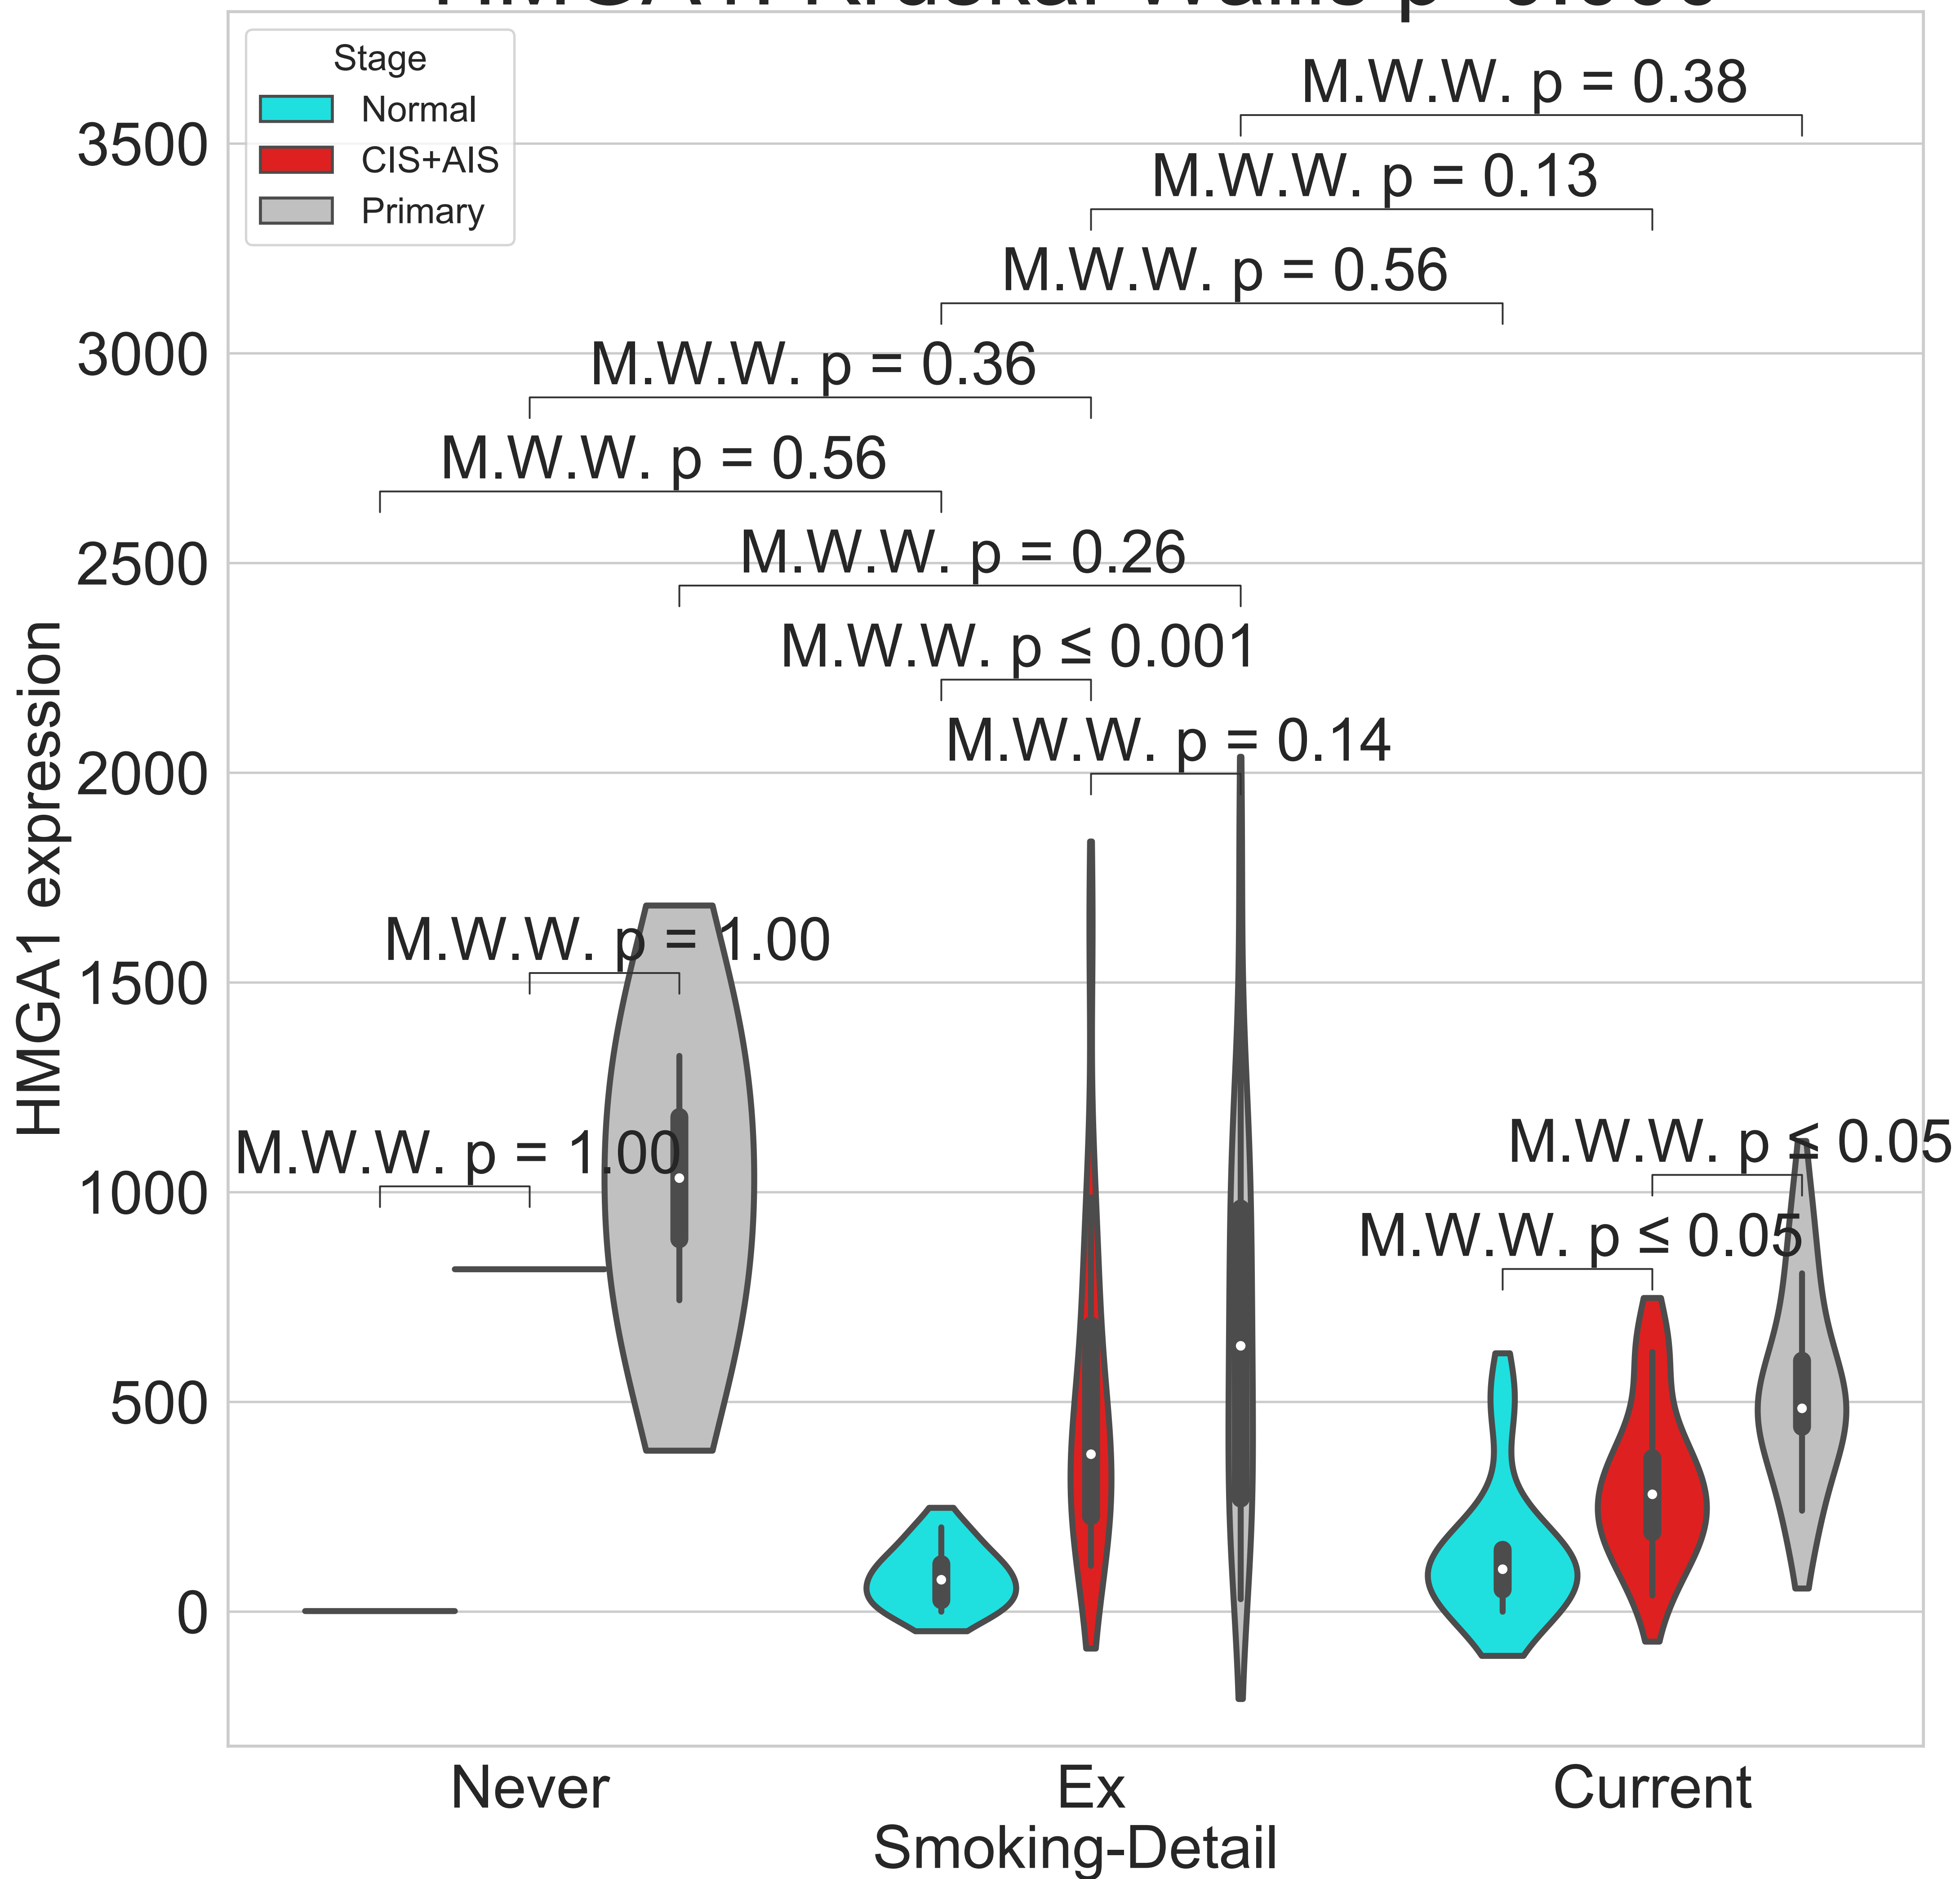 Stage
Normal
CIS+AIS
Primary
M.W.W. p = 0.38
M.W.W. p = 0.13
M.W.W. p = 0.56
M.W.W. p = 0.36
M.W.W. p = 0.56
M.W.W. p = 0.26
M.W.W. p ≤ 0.001
M.W.W. p = 0.14
M.W.W. p = 1.00
M.W.W. p = 1.00
M.W.W. p ≤ 0.05
M.W.W. p ≤ 0.05
HMGA1 expression
3500
3000
2500
2000
1500
1000
500
0
Never
Ex
Current
Smoking-Detail